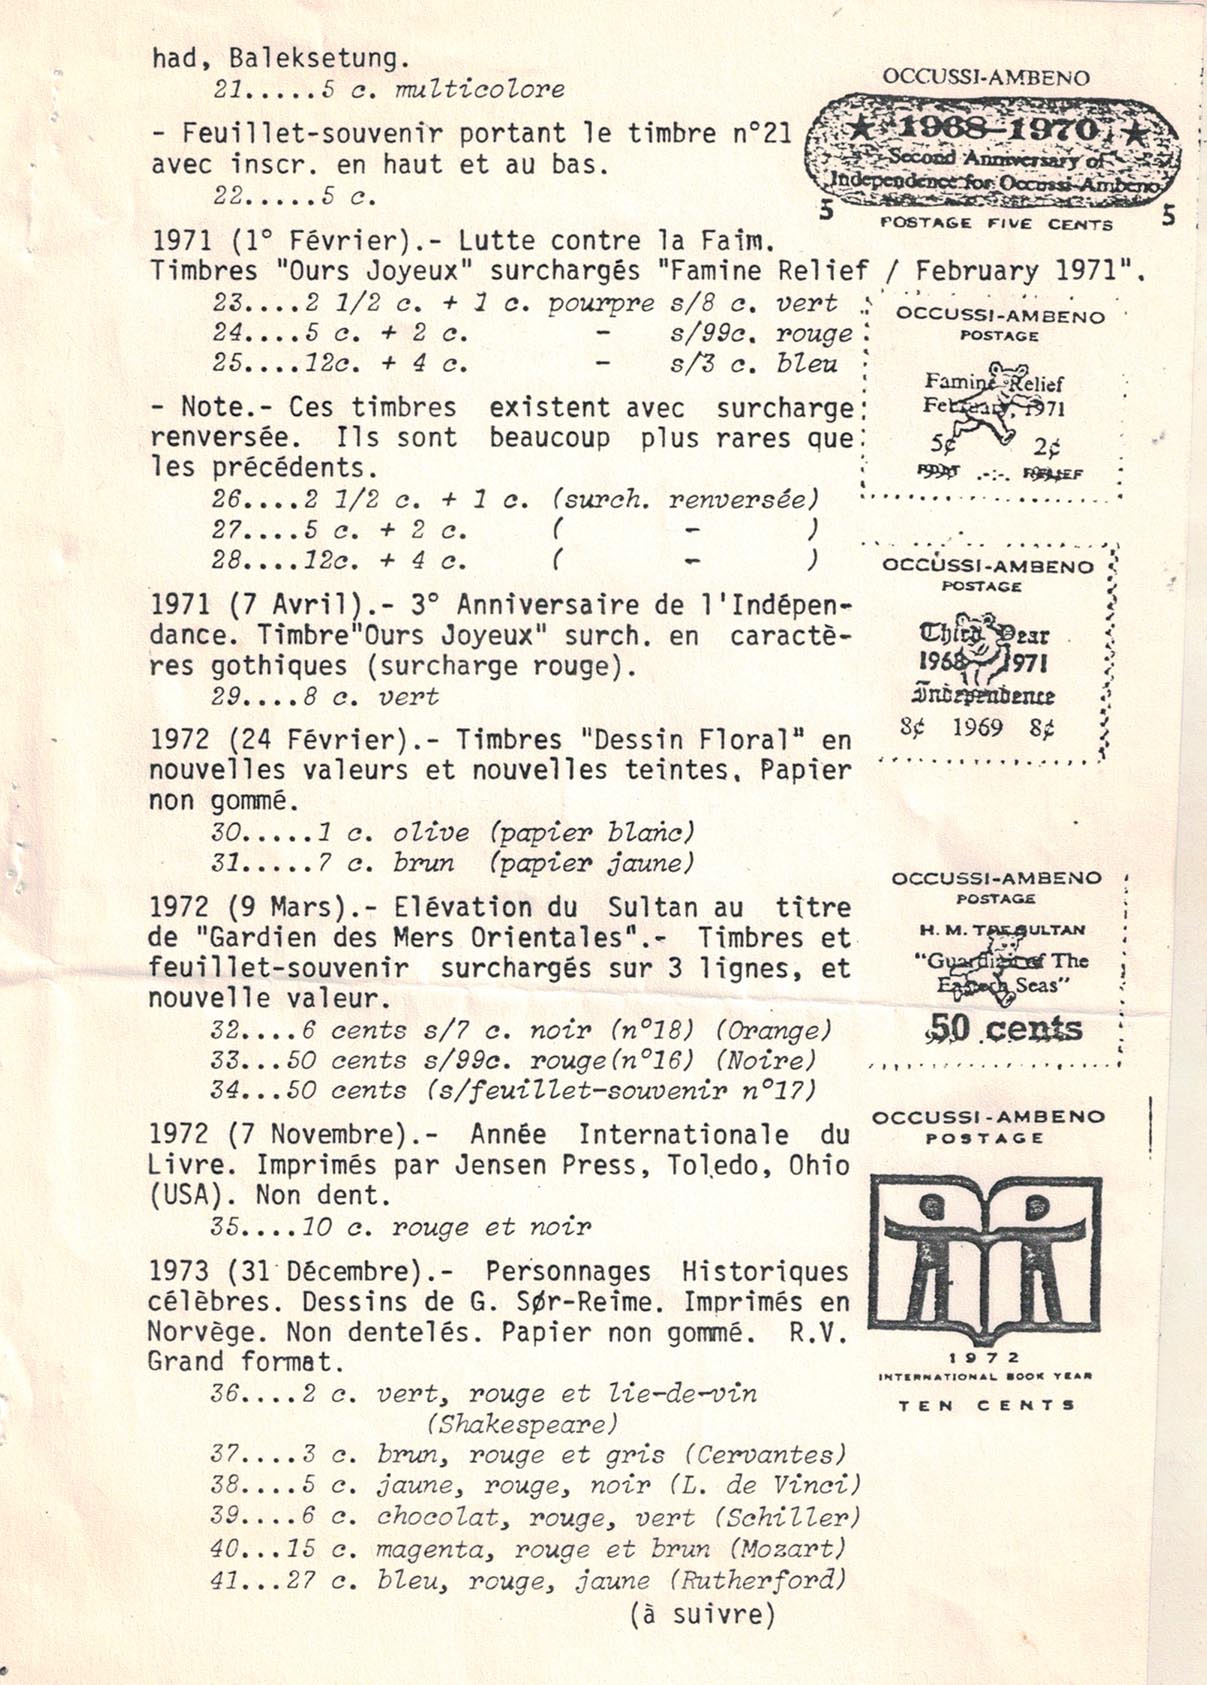 had, Baleksetung.
21.....5 c. multicolore
- Feuillet-souvenir portant le timbre n°21
avec inscr. en haut et au bas.
22.....5 c.
OCCUSSI-AMBENO
★ 1968-1970 ★
Second Anniversary of
Independence for Occussi-Ambeno
5 5
POSTAGE FIVE CENTS
1971 (1° Février).- Lutte contre la Faim.
Timbres "Ours Joyeux" surchargés "Famine Relief / February 1971".
23....2 1/2 c. + 1 c. pourpre s/8 c. vert
24....5 c. + 2 c. - s/99c. rouge
25....12c. + 4 c. - s/3 c. bleu
OCCUSSI-AMBENO
POSTAGE
Famine Relief
February, 1971
5¢ 2¢
RELIEF
- Note.- Ces timbres existent avec surcharge
renversée. Ils sont beaucoup plus rares que
les précédents.
26....2 1/2 c. + 1 c. (surch. renversée)
27....5 c. + 2 c. ( - )
28....12c. + 4 c. ( - )
OCCUSSI-AMBENO
POSTAGE
Third Year
1968 1971
Independence
8¢ 1969 8¢
1971 (7 Avril).- 3° Anniversaire de l'Indépen-
dance. Timbre"Ours Joyeux" surch. en caractè-
res gothiques (surcharge rouge).
29....8 c. vert
1972 (24 Février).- Timbres "Dessin Floral" en
nouvelles valeurs et nouvelles teintes. Papier
non gommé.
30.....1 c. olive (papier blanc)
31.....7 c. brun (papier jaune)
1972 (9 Mars).- Elévation du Sultan au titre
de "Gardien des Mers Orientales".- Timbres et
feuillet-souvenir surchargés sur 3 lignes, et
nouvelle valeur.
32....6 cents s/7 c. noir (n°18) (Orange)
33...50 cents s/99c. rouge(n°16) (Noire)
34...50 cents (s/feuillet-souvenir n°17)
OCCUSSI-AMBENO
POSTAGE
H. M. THE SULTAN
"Guardian of The
Eastern Seas"
50 cents
1972 (7 Novembre).- Année Internationale du
Livre. Imprimés par Jensen Press, Toledo, Ohio
(USA). Non dent.
35....10 c. rouge et noir
OCCUSSI-AMBENO
POSTAGE
1972
INTERNATIONAL BOOK YEAR
TEN CENTS
1973 (31 Décembre).- Personnages Historiques
célèbres. Dessins de G. Sør-Reime. Imprimés en
Norvège. Non dentelés. Papier non gommé. R.V.
Grand format.
36....2 c. vert, rouge et lie-de-vin
(Shakespeare)
37....3 c. brun, rouge et gris (Cervantes)
38....5 c. jaune, rouge, noir (L. de Vinci)
39....6 c. chocolat, rouge, vert (Schiller)
40...15 c. magenta, rouge et brun (Mozart)
41...27 c. bleu, rouge, jaune (Rutherford)
(à suivre)